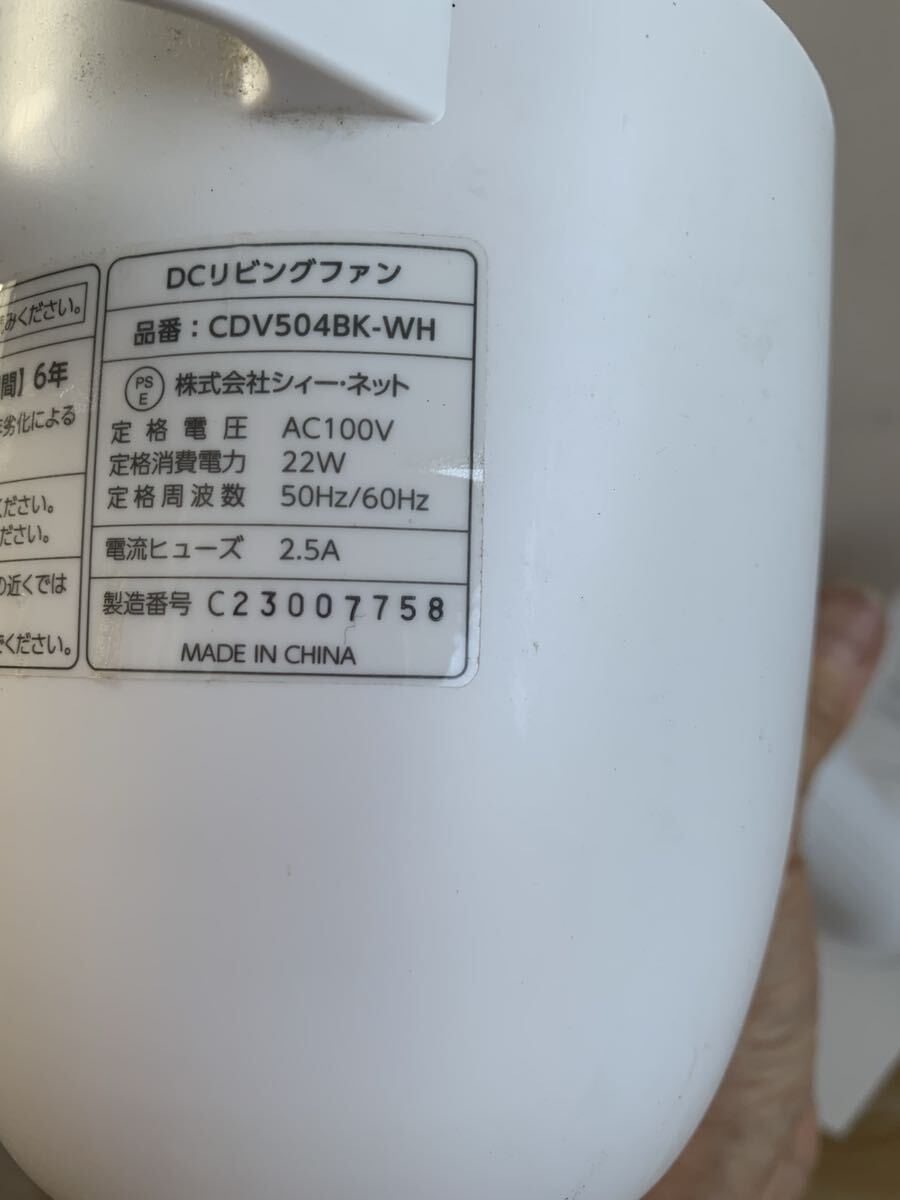 みください。
間】6年
劣化による
ください。
ださい。
の近くでは
ください。
DCリビングファン
品番：CDV504BK-WH
PSE 株式会社シィー・ネット
定格電圧 AC100V
定格消費電力 22W
定格周波数 50Hz/60Hz
電流ヒューズ 2.5A
製造番号 C23007758
MADE IN CHINA